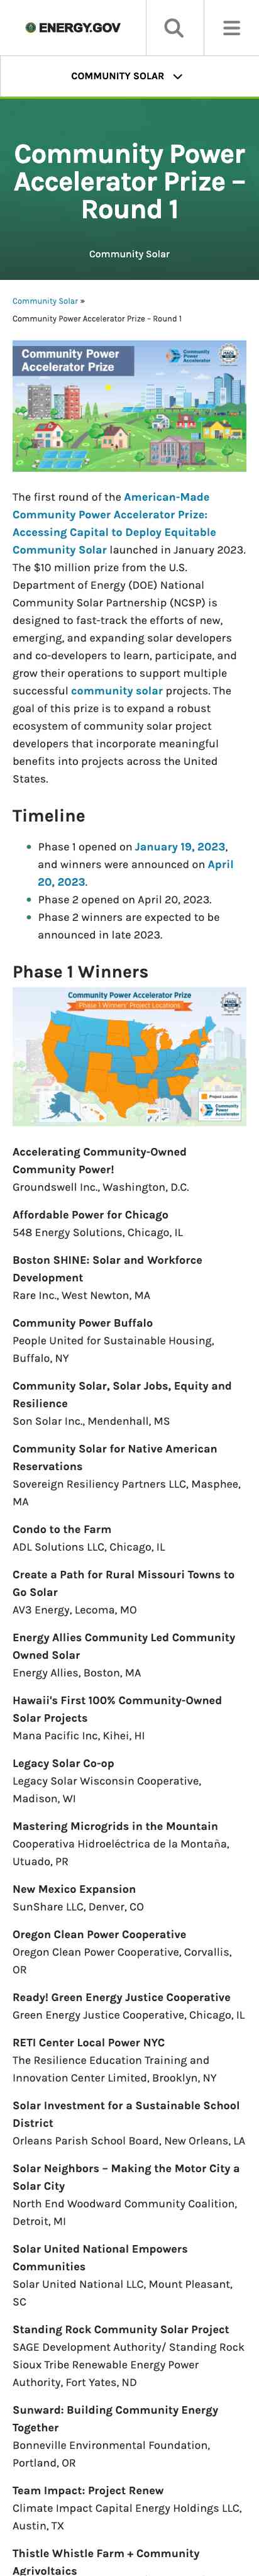 ENERGY.GOV
COMMUNITY SOLAR
Community Power
Accelerator Prize –
Round 1
Community Solar
Community Solar »
Community Power Accelerator Prize – Round 1
Community Power
Accelerator Prize
Community
Power
Accelerator
The first round of the American-Made
Community Power Accelerator Prize:
Accessing Capital to Deploy Equitable
Community Solar launched in January 2023.
The $10 million prize from the U.S.
Department of Energy (DOE) National
Community Solar Partnership (NCSP) is
designed to fast-track the efforts of new,
emerging, and expanding solar developers
and co-developers to learn, participate, and
grow their operations to support multiple
successful community solar projects. The
goal of this prize is to expand a robust
ecosystem of community solar project
developers that incorporate meaningful
benefits into projects across the United
States.
Timeline
Phase 1 opened on January 19, 2023,
and winners were announced on April
20, 2023.
Phase 2 opened on April 20, 2023.
Phase 2 winners are expected to be
announced in late 2023.
Phase 1 Winners
Community Power Accelerator Prize
Phase 1 Winners' Project Locations
Project Location
Community
Power
Accelerator
Accelerating Community-Owned
Community Power!
Groundswell Inc., Washington, D.C.
Affordable Power for Chicago
548 Energy Solutions, Chicago, IL
Boston SHINE: Solar and Workforce
Development
Rare Inc., West Newton, MA
Community Power Buffalo
People United for Sustainable Housing,
Buffalo, NY
Community Solar, Solar Jobs, Equity and
Resilience
Son Solar Inc., Mendenhall, MS
Community Solar for Native American
Reservations
Sovereign Resiliency Partners LLC, Masphee,
MA
Condo to the Farm
ADL Solutions LLC, Chicago, IL
Create a Path for Rural Missouri Towns to
Go Solar
AV3 Energy, Lecoma, MO
Energy Allies Community Led Community
Owned Solar
Energy Allies, Boston, MA
Hawaii's First 100% Community-Owned
Solar Projects
Mana Pacific Inc, Kihei, HI
Legacy Solar Co-op
Legacy Solar Wisconsin Cooperative,
Madison, WI
Mastering Microgrids in the Mountain
Cooperativa Hidroeléctrica de la Montaña,
Utuado, PR
New Mexico Expansion
SunShare LLC, Denver, CO
Oregon Clean Power Cooperative
Oregon Clean Power Cooperative, Corvallis,
OR
Ready! Green Energy Justice Cooperative
Green Energy Justice Cooperative, Chicago, IL
RETI Center Local Power NYC
The Resilience Education Training and
Innovation Center Limited, Brooklyn, NY
Solar Investment for a Sustainable School
District
Orleans Parish School Board, New Orleans, LA
Solar Neighbors – Making the Motor City a
Solar City
North End Woodward Community Coalition,
Detroit, MI
Solar United National Empowers
Communities
Solar United National LLC, Mount Pleasant,
SC
Standing Rock Community Solar Project
SAGE Development Authority/ Standing Rock
Sioux Tribe Renewable Energy Power
Authority, Fort Yates, ND
Sunward: Building Community Energy
Together
Bonneville Environmental Foundation,
Portland, OR
Team Impact: Project Renew
Climate Impact Capital Energy Holdings LLC,
Austin, TX
Thistle Whistle Farm + Community
Agrivoltaics